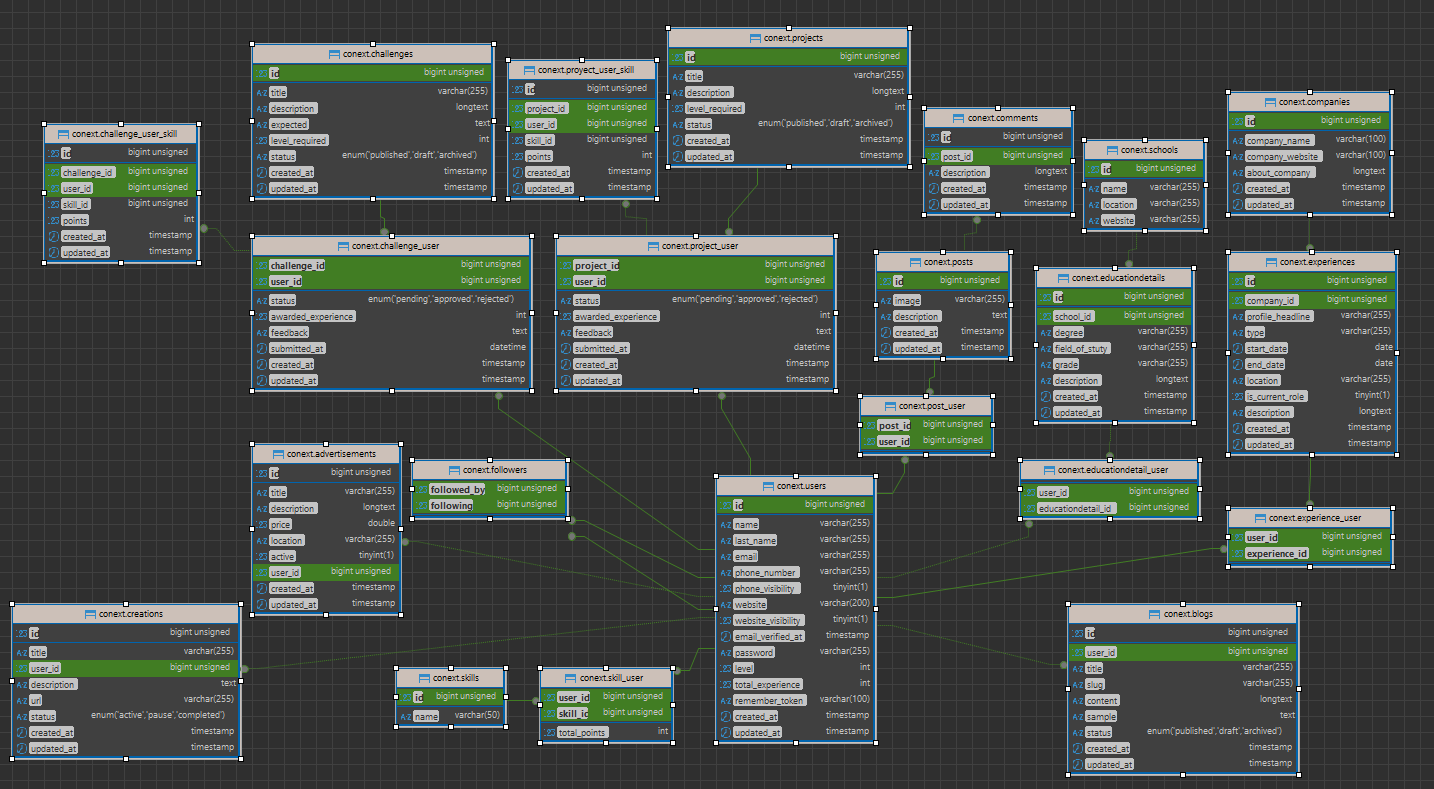 conext.challenges
id bigint unsigned
title varchar(255)
description longtext
expected text
level_required int
status enum('published','draft','archived')
created_at timestamp
updated_at timestamp
conext.proyect_user_skill
id bigint unsigned
project_id bigint unsigned
user_id bigint unsigned
skill_id bigint unsigned
points int
created_at timestamp
updated_at timestamp
conext.projects
id bigint unsigned
title varchar(255)
description longtext
level_required int
status enum('published','draft','archived')
created_at timestamp
updated_at timestamp
conext.challenge_user_skill
id bigint unsigned
challenge_id bigint unsigned
user_id bigint unsigned
skill_id bigint unsigned
points int
created_at timestamp
updated_at timestamp
conext.comments
id bigint unsigned
post_id bigint unsigned
description longtext
created_at timestamp
updated_at timestamp
conext.schools
id bigint unsigned
name varchar(255)
location varchar(255)
website varchar(255)
conext.companies
id bigint unsigned
company_name varchar(100)
company_website varchar(100)
about_company longtext
created_at timestamp
updated_at timestamp
conext.challenge_user
challenge_id bigint unsigned
user_id bigint unsigned
status enum('pending','approved','rejected')
awarded_experience int
feedback text
submitted_at datetime
created_at timestamp
updated_at timestamp
conext.project_user
project_id bigint unsigned
user_id bigint unsigned
status enum('pending','approved','rejected')
awarded_experience int
feedback text
submitted_at datetime
created_at timestamp
updated_at timestamp
conext.posts
id bigint unsigned
image varchar(255)
description text
created_at timestamp
updated_at timestamp
conext.educationdetails
id bigint unsigned
school_id bigint unsigned
degree varchar(255)
field_of_stuty varchar(255)
grade varchar(255)
description longtext
created_at timestamp
updated_at timestamp
conext.experiences
id bigint unsigned
company_id bigint unsigned
profile_headline varchar(255)
type varchar(255)
start_date date
end_date date
location varchar(255)
is_current_role tinyint(1)
description longtext
created_at timestamp
updated_at timestamp
conext.post_user
post_id bigint unsigned
user_id bigint unsigned
conext.advertisements
id bigint unsigned
title varchar(255)
description longtext
price double
location varchar(255)
active tinyint(1)
user_id bigint unsigned
created_at timestamp
updated_at timestamp
conext.followers
followed_by bigint unsigned
following bigint unsigned
conext.users
id bigint unsigned
name varchar(255)
last_name varchar(255)
email varchar(255)
phone_number varchar(255)
phone_visibility tinyint(1)
website varchar(200)
website_visibility tinyint(1)
email_verified_at timestamp
password varchar(255)
level int
total_experience int
remember_token varchar(100)
created_at timestamp
updated_at timestamp
conext.educationdetail_user
user_id bigint unsigned
educationdetail_id bigint unsigned
conext.experience_user
user_id bigint unsigned
experience_id bigint unsigned
conext.creations
id bigint unsigned
title varchar(255)
user_id bigint unsigned
description text
url varchar(255)
status enum('active','pause','completed')
created_at timestamp
updated_at timestamp
conext.skills
id bigint unsigned
name varchar(50)
conext.skill_user
user_id bigint unsigned
skill_id bigint unsigned
total_points int
conext.blogs
id bigint unsigned
user_id bigint unsigned
title varchar(255)
slug varchar(255)
content longtext
sample text
status enum('published','draft','archived')
created_at timestamp
updated_at timestamp